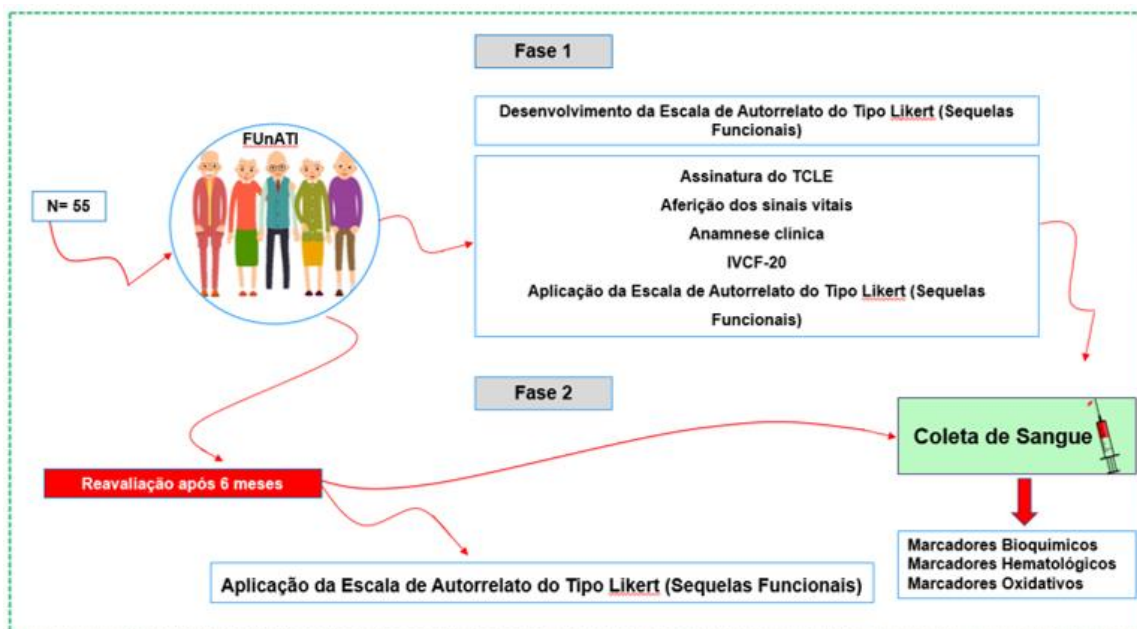 Fase 1
Desenvolvimento da Escala de Autorrelato do Tipo Likert (Sequelas
Funcionais)
FUnATI
N= 55
Assinatura do TCLE
Aferição dos sinais vitais
Anamnese clínica
IVCF-20
Aplicação da Escala de Autorrelato do Tipo Likert (Sequelas
Funcionais)
Fase 2
Coleta de Sangue
Reavaliação após 6 meses
Marcadores Bioquimicos
Marcadores Hematológicos
Marcadores Oxidativos
Aplicação da Escala de Autorrelato do Tipo Likert (Sequelas Funcionais)